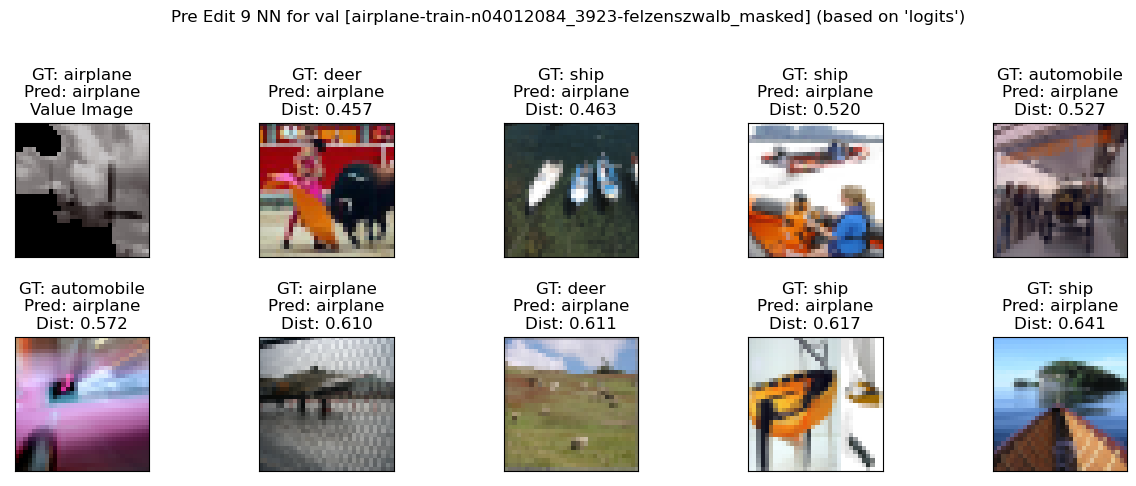 Pre Edit 9 NN for val [airplane-train-n04012084_3923-felzenszwalb_masked] (based on 'logits')
GT: airplane
Pred: airplane
Value Image
GT: deer
Pred: airplane
Dist: 0.457
GT: ship
Pred: airplane
Dist: 0.463
GT: ship
Pred: airplane
Dist: 0.520
GT: automobile
Pred: airplane
Dist: 0.527
GT: automobile
Pred: airplane
Dist: 0.572
GT: airplane
Pred: airplane
Dist: 0.610
GT: deer
Pred: airplane
Dist: 0.611
GT: ship
Pred: airplane
Dist: 0.617
GT: ship
Pred: airplane
Dist: 0.641